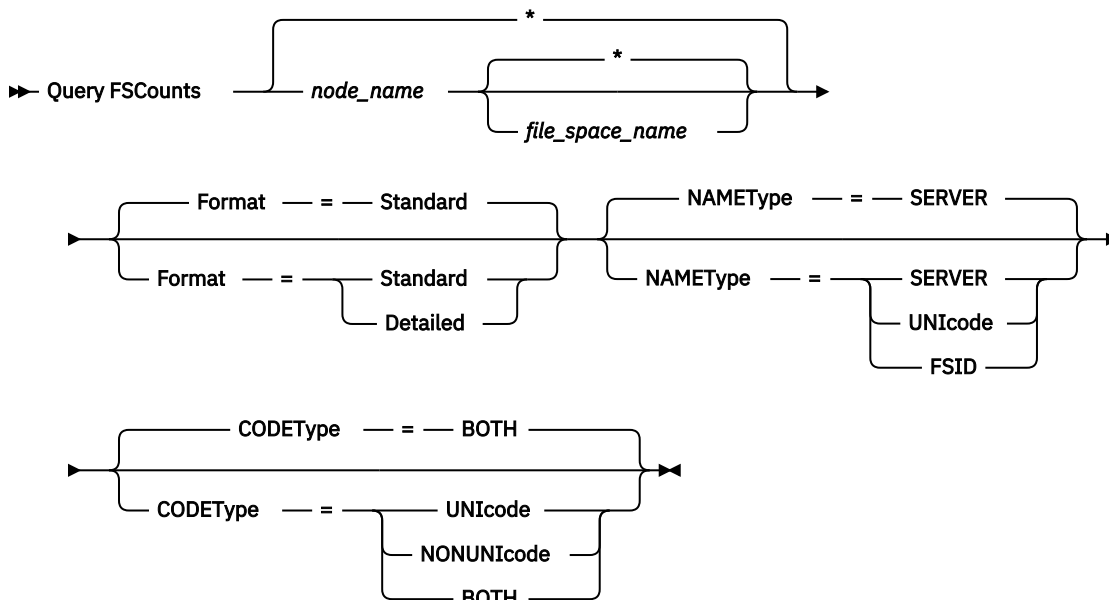 *
*
Query FSCounts node_name
file_space_name
Format = Standard NAMEType = SERVER
Format = Standard NAMEType = SERVER
Detailed UNIcode
FSID
CODEType = BOTH
CODEType = UNIcode
NONUNIcode
BOTH